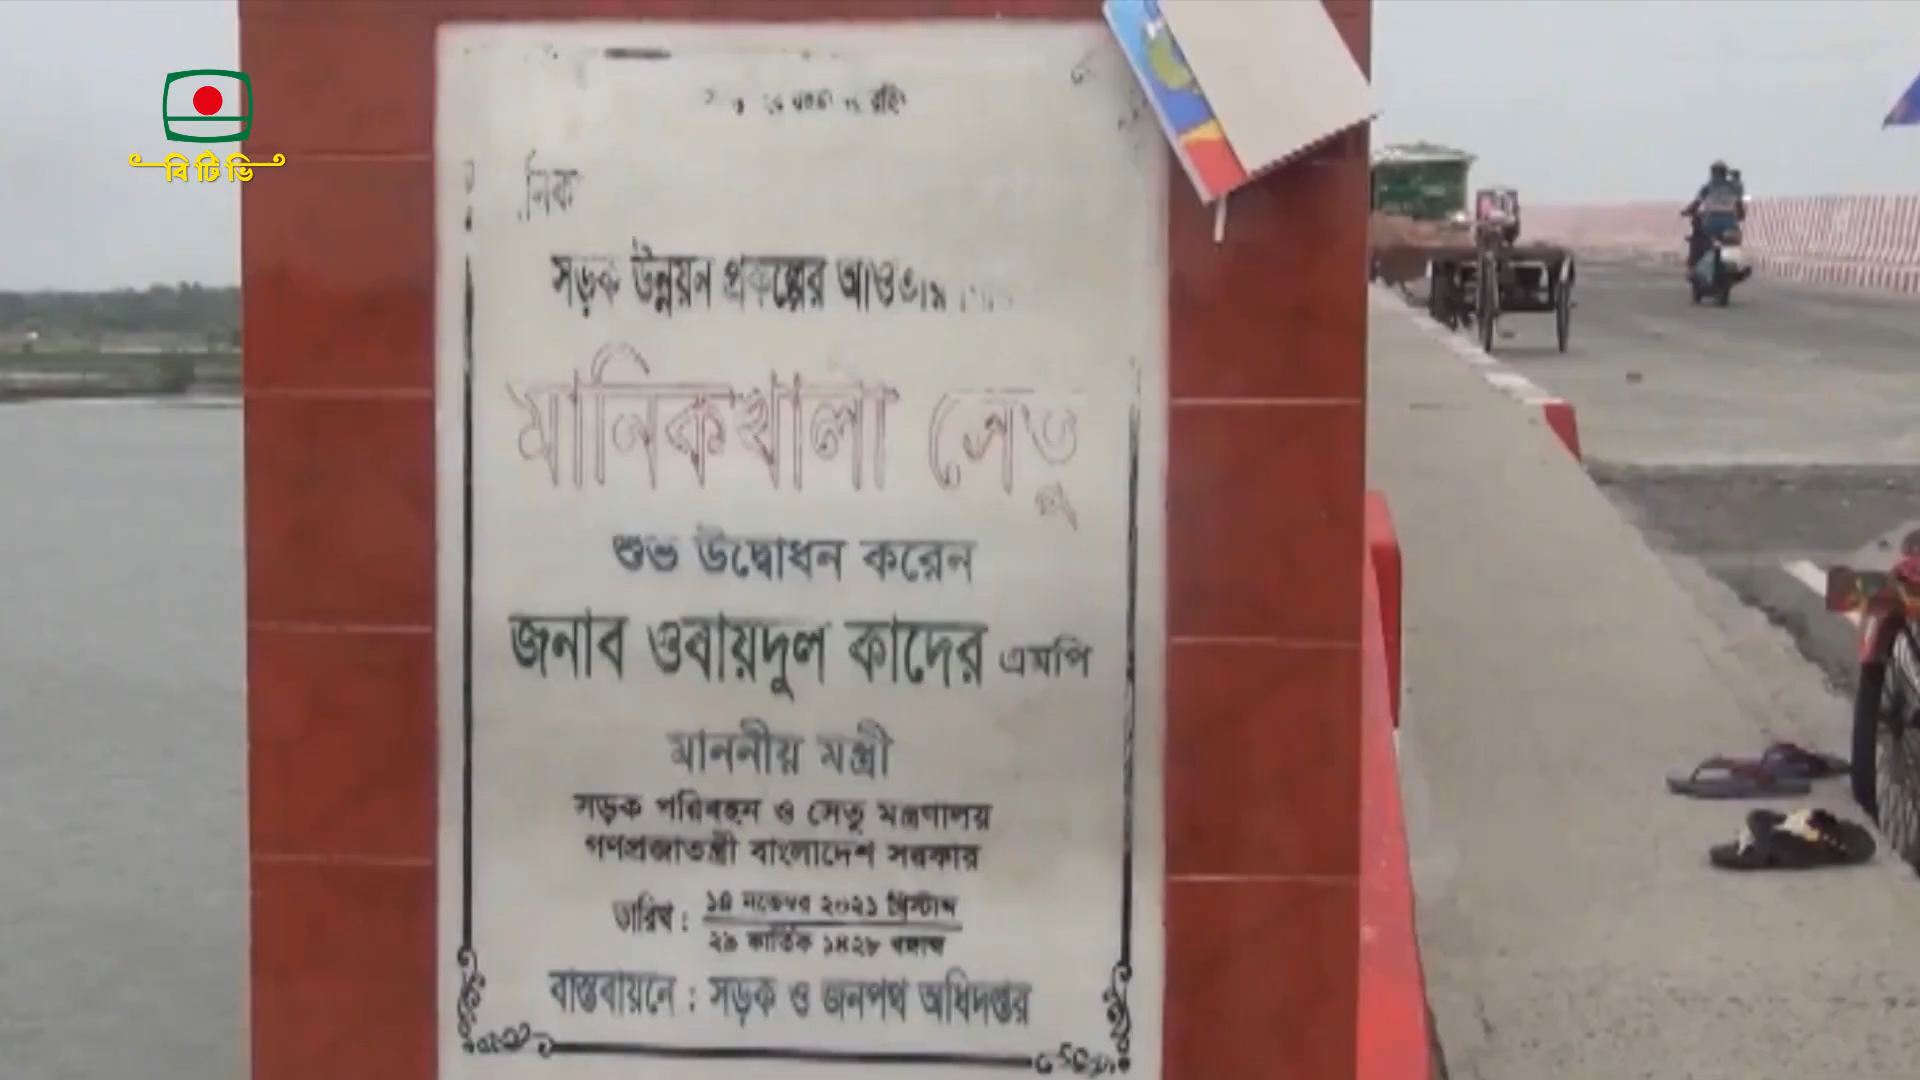 বিটিভি
নিক
সড়ক উন্নয়ন প্রকল্পের আওতায়
মানিকখালী সেতু
শুভ উদ্বোধন করেন
জনাব ওবায়দুল কাদের এমপি
মাননীয় মন্ত্রী
সড়ক পরিবহন ও সেতু মন্ত্রণালয়
গণপ্রজাতন্ত্রী বাংলাদেশ সরকার
তারিখ : ১৪ নভেম্বর ২০২১ খ্রিস্টাব্দ
২৯ কার্তিক ১৪২৮ বঙ্গাব্দ
বাস্তবায়নে : সড়ক ও জনপথ অধিদপ্তর